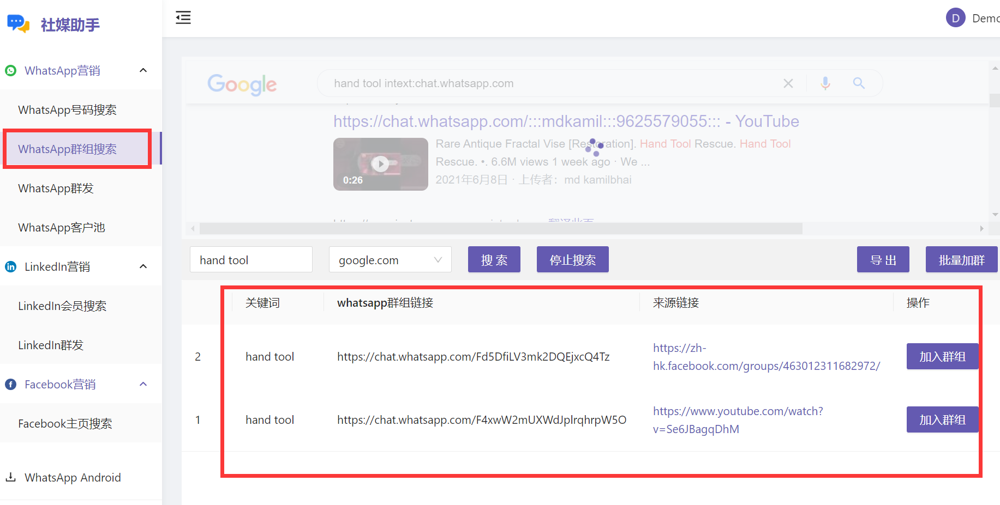 社媒助手
D
Demo
WhatsApp营销
WhatsApp号码搜索
WhatsApp群组搜索
WhatsApp群发
WhatsApp客户池
LinkedIn营销
LinkedIn会员搜索
LinkedIn群发
Facebook营销
Facebook主页搜索
WhatsApp Android
Google
hand tool intext:chat.whatsapp.com
https://chat.whatsapp.com/:::mdkamil:::9625579055::: - YouTube
0:26
Rare Antique Fractal Vise [Restoration]. Hand Tool Rescue. Hand Tool
Rescue. •. 6.6M views 1 week ago · We ...
2021年6月8日 · 上传者：md kamilbhai
hand tool
google.com
搜 索
停止搜索
导 出
批量加群
关键词
whatsapp群组链接
来源链接
操作
2
hand tool
https://chat.whatsapp.com/Fd5DfiLV3mk2DQEjxcQ4Tz
https://zh-
hk.facebook.com/groups/463012311682972/
加入群组
1
hand tool
https://chat.whatsapp.com/F4xwW2mUXWdJplrqhrpW5O
https://www.youtube.com/watch?
v=Se6JBagqDhM
加入群组